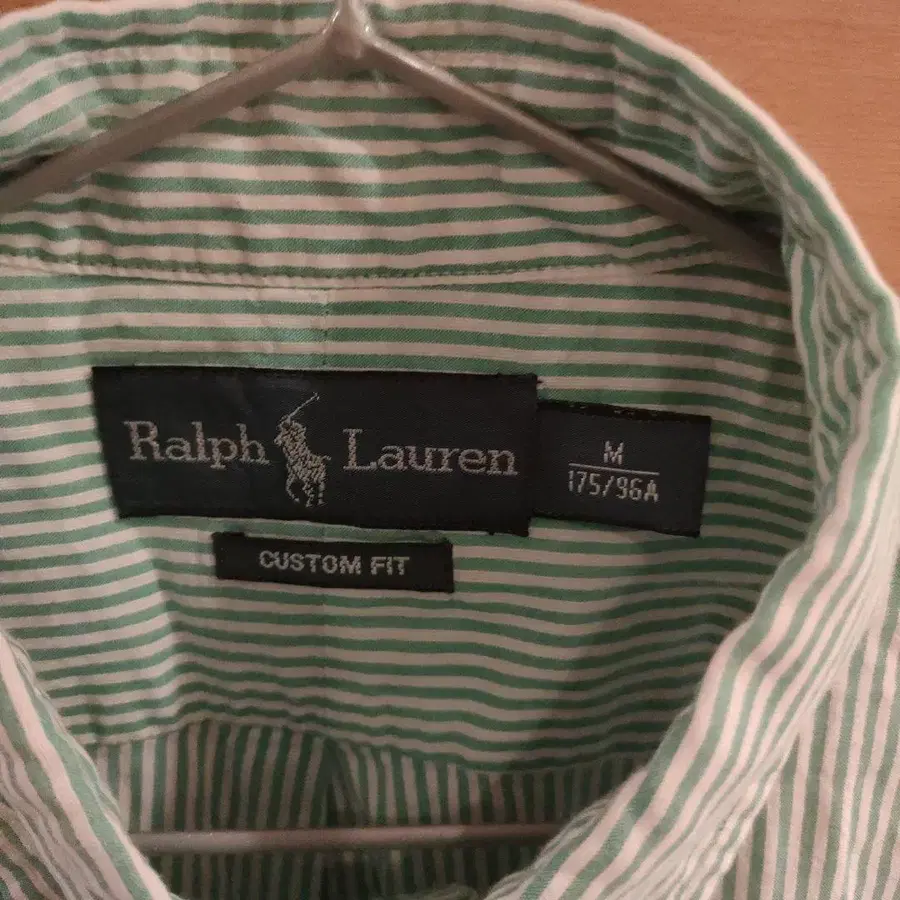 Ralph Lauren
M
175/96A
CUSTOM FIT